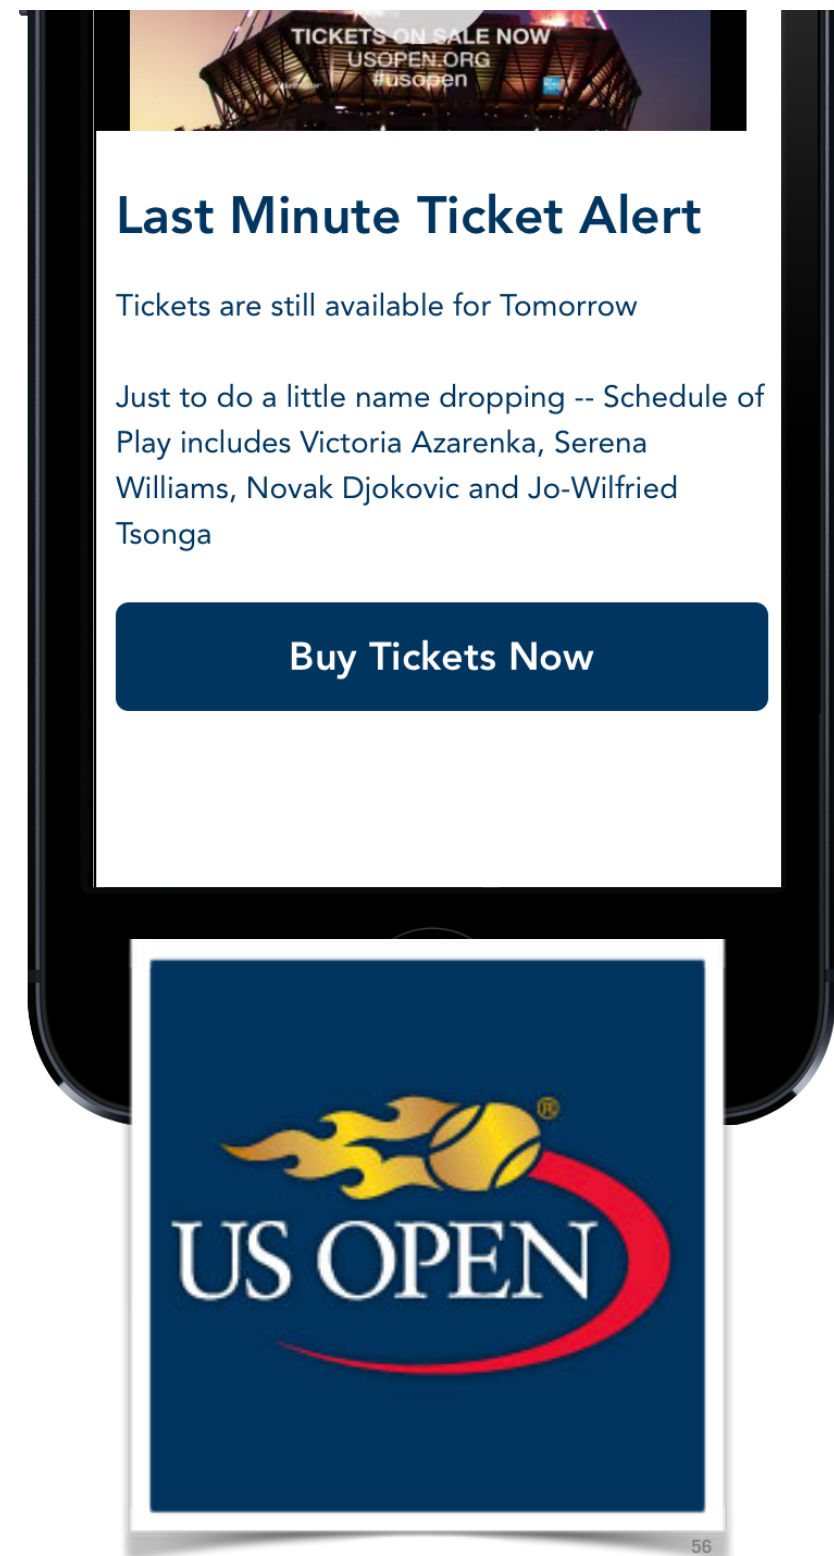 TICKETS ON SALE NOW
USOPEN.ORG
#usopen
Last Minute Ticket Alert
Tickets are still available for Tomorrow
Just to do a little name dropping -- Schedule of
Play includes Victoria Azarenka, Serena
Williams, Novak Djokovic and Jo-Wilfried
Tsonga
Buy Tickets Now
®
US OPEN
56